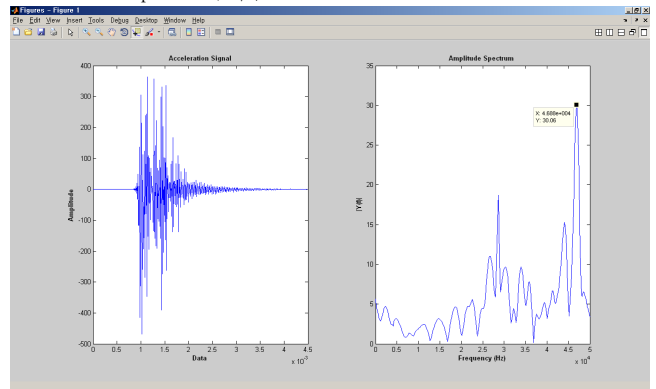 Figures - Figure 1
File Edit View Insert Tools Debug Desktop Window Help
Acceleration Signal
Amplitude
400
300
200
100
0
-100
-200
-300
-400
-500
0 0.5 1 1.5 2 2.5 3 3.5 4 4.5
Data
x 10
Amplitude Spectrum
|Y(f)|
35
30
25
20
15
10
5
0
X: 4.688e+004
Y: 30.06
0 0.5 1 1.5 2 2.5 3 3.5 4 4.5 5
Frequency (Hz)
x 10⁴